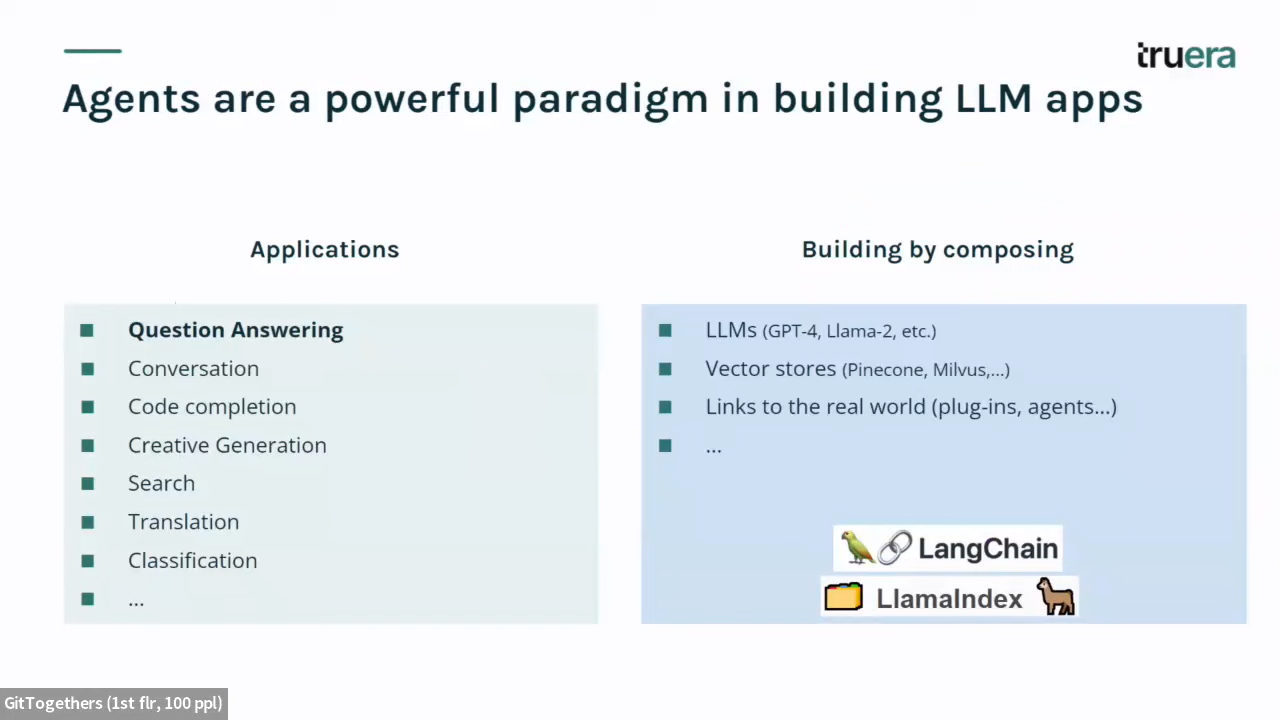 truera
Agents are a powerful paradigm in building LLM apps
Applications
Question Answering
Conversation
Code completion
Creative Generation
Search
Translation
Classification
...
Building by composing
LLMs (GPT-4, Llama-2, etc.)
Vector stores (Pinecone, Milvus,...)
Links to the real world (plug-ins, agents...)
...
LangChain
LlamaIndex
GitTogethers (1st flr, 100 ppl)